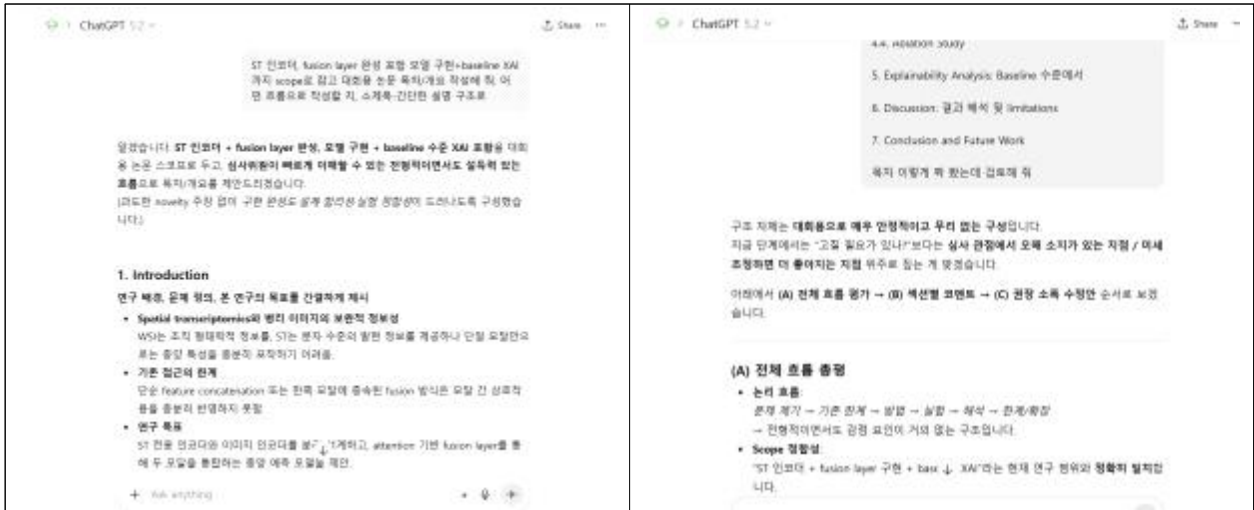 ChatGPT 5.2
Share
ST 인코더, fusion layer 완성 포함 모델 구현+baseline XAI
까지 scope로 잡고 대회용 논문 목차/개요 작성해 줘. 어
떤 흐름으로 작성할 지, 소제목-간단한 설명 구조로
알겠습니다. ST 인코더 + fusion layer 완성, 모델 구현 + baseline 수준 XAI 포함을 대회
용 논문 스코프로 두고, 심사위원이 빠르게 이해할 수 있는 전형적이면서도 설득력 있는
흐름으로 목차/개요를 제안드리겠습니다.
(과도한 novelty 주장 없이 구현 완성도·설계 합리성·실험 정합성이 드러나도록 구성했습
니다.)
1. Introduction
연구 배경, 문제 정의, 본 연구의 목표를 간결하게 제시
• Spatial transcriptomics와 병리 이미지의 보완적 정보성
WSI는 조직 형태학적 정보를, ST는 분자 수준의 발현 정보를 제공하나 단일 모달만으
로는 종양 특성을 충분히 포착하기 어려움.
• 기존 접근의 한계
단순 feature concatenation 또는 한쪽 모달에 종속된 fusion 방식은 모달 간 상호작
용을 충분히 반영하지 못함.
• 연구 목표
ST 전용 인코더와 이미지 인코더를 계하고, attention 기반 fusion layer를 통
해 두 모달을 통합하는 종양 예측 모델을 제안.
Ask anything
ChatGPT 5.2
Share
4.4. Ablation Study
5. Explainability Analysis: Baseline 수준에서
6. Discussion: 결과 해석 및 limitations
7. Conclusion and Future Work
목차 이렇게 짜 봤는데 검토해 줘
구조 자체는 대회용으로 매우 안정적이고 무리 없는 구성입니다.
지금 단계에서는 "고칠 필요가 있나?"보다는 심사 관점에서 오해 소지가 있는 지점 / 미세
조정하면 더 좋아지는 지점 위주로 짚는 게 맞겠습니다.
아래에서 (A) 전체 흐름 평가 → (B) 섹션별 코멘트 → (C) 권장 소폭 수정안 순서로 보겠
습니다.
(A) 전체 흐름 총평
• 논리 흐름:
문제 제기 → 기존 한계 → 방법 → 실험 → 해석 → 한계/확장
→ 전형적이면서도 감점 요인이 거의 없는 구조입니다.
• Scope 정합성:
"ST 인코더 + fusion layer 구현 + bas XAI"라는 현재 연구 범위와 정확히 일치합
니다.